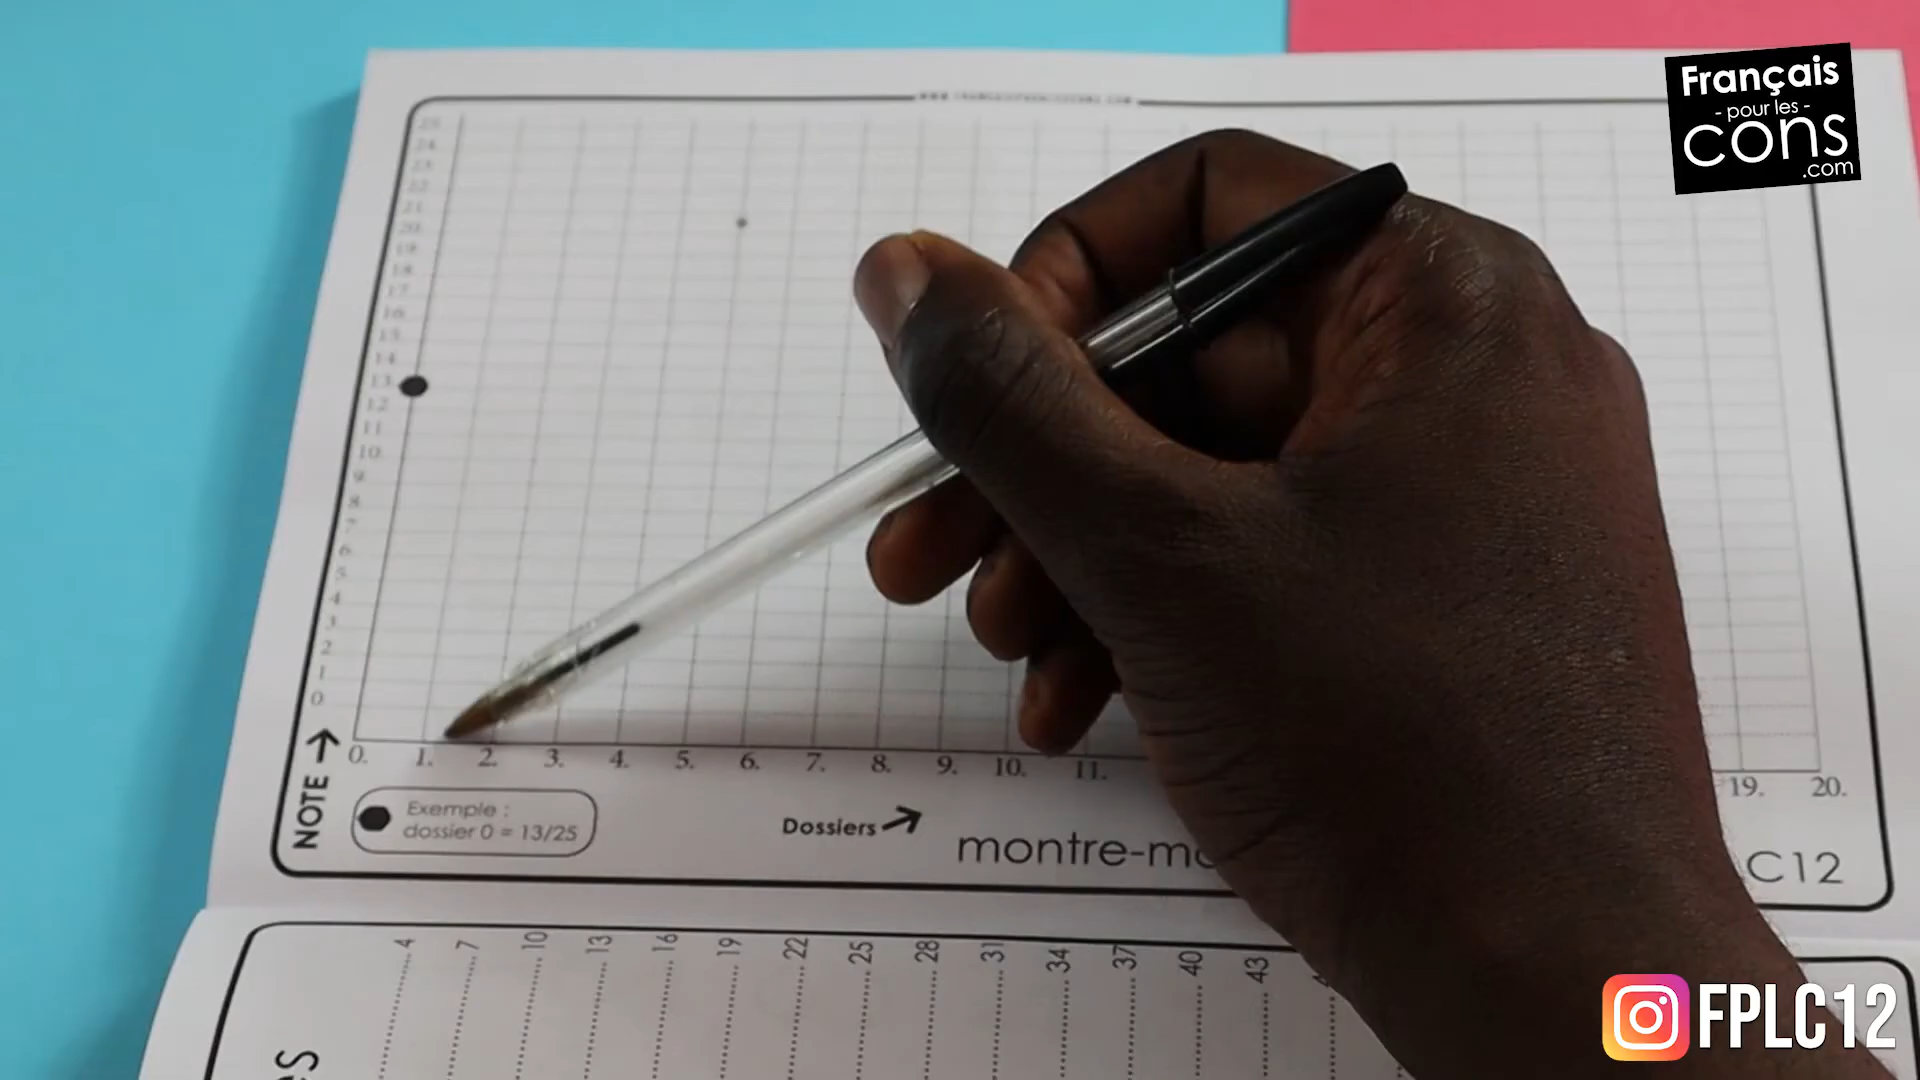 Français
- pour les -
cons
.com
25
24
23
22
21
20
19
18
17
16
15
14
13
12
11
10
9
8
7
6
5
4
3
2
1
0
NOTE
0. 1. 2. 3. 4. 5. 6. 7. 8. 9. 10. 11. 19. 20.
Exemple :
dossier 0 = 13/25
Dossiers
C12
4 7 10 13 16 19 22 25 28 31 34 37 40 43
FPLC12